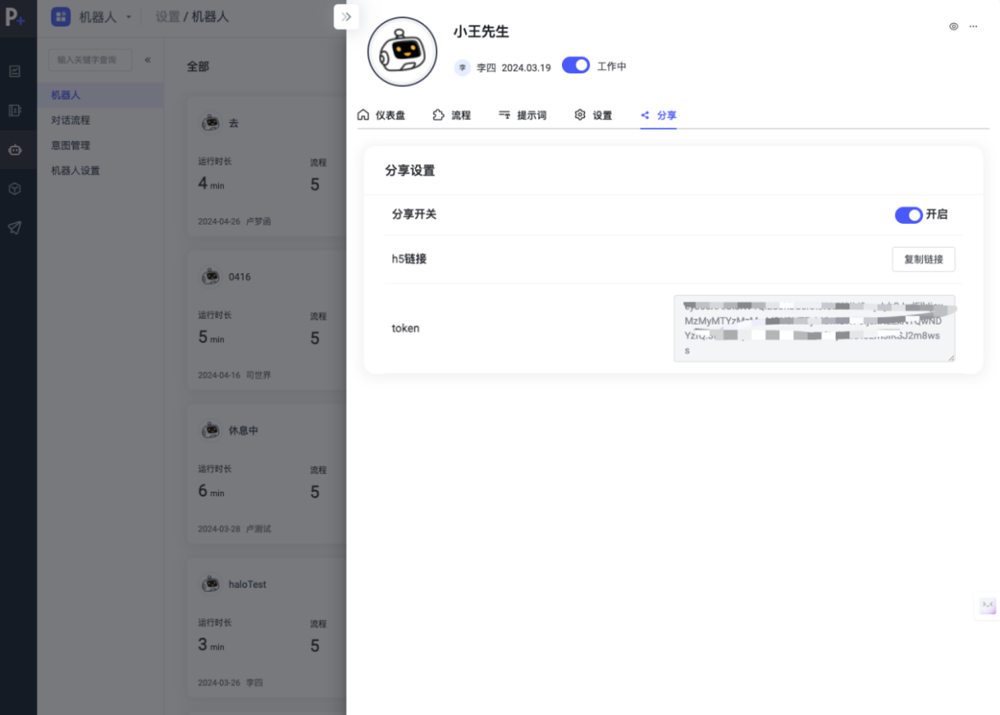 P+
机器人
设置 / 机器人
输入关键字查询
«
机器人
对话流程
意图管理
机器人设置
全部
去
运行时长 流程
4 min 5
2024-04-26 卢梦函
0416
运行时长 流程
5 min 5
2024-04-16 司世界
休息中
运行时长 流程
6 min 5
2024-03-28 卢测试
haloTest
运行时长 流程
3 min 5
2024-03-26 李四
小王先生
李 李四 2024.03.19 工作中
仪表盘 流程 提示词 设置 分享
分享设置
分享开关 开启
h5链接 复制链接
token
s